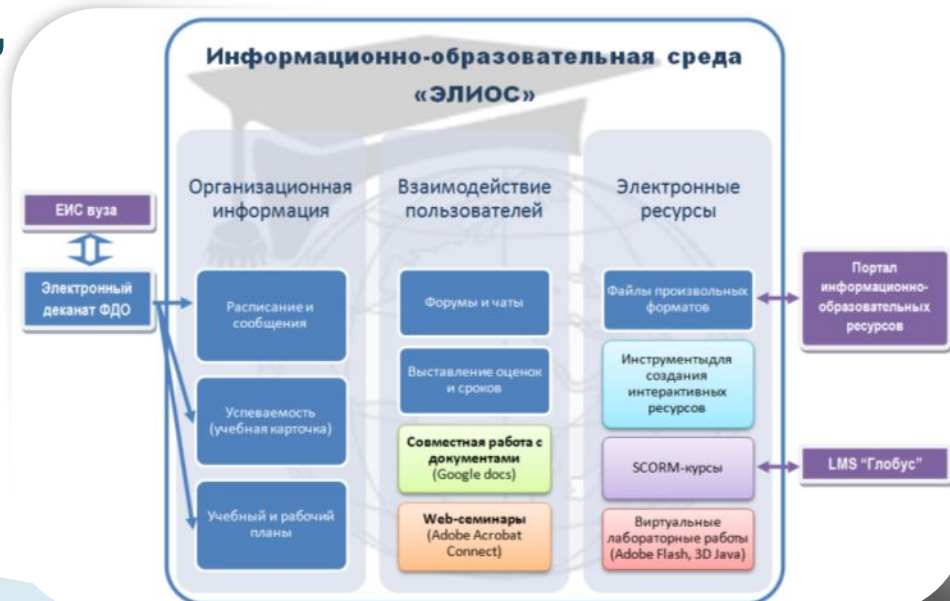 Информационно-образовательная среда
«ЭЛИОС»
Организационная
информация
Взаимодействие
пользователей
Электронные
ресурсы
ЕИС вуза
Электронный
деканат ФДО
Расписание и
сообщения
Успеваемость
(учебная карточка)
Учебный и рабочий
планы
Форумы и чаты
Выставление оценок
и сроков
Совместная работа с
документами
(Google docs)
Web-семинары
(Adobe Acrobat
Connect)
Файлы произвольных
форматов
Инструментыдля
создания
интерактивных
ресурсов
SCORM-курсы
Виртуальные
лабораторные работы
(Adobe Flash, 3D Java)
Портал
информационно-
образовательных
ресурсов
LMS “Глобус”